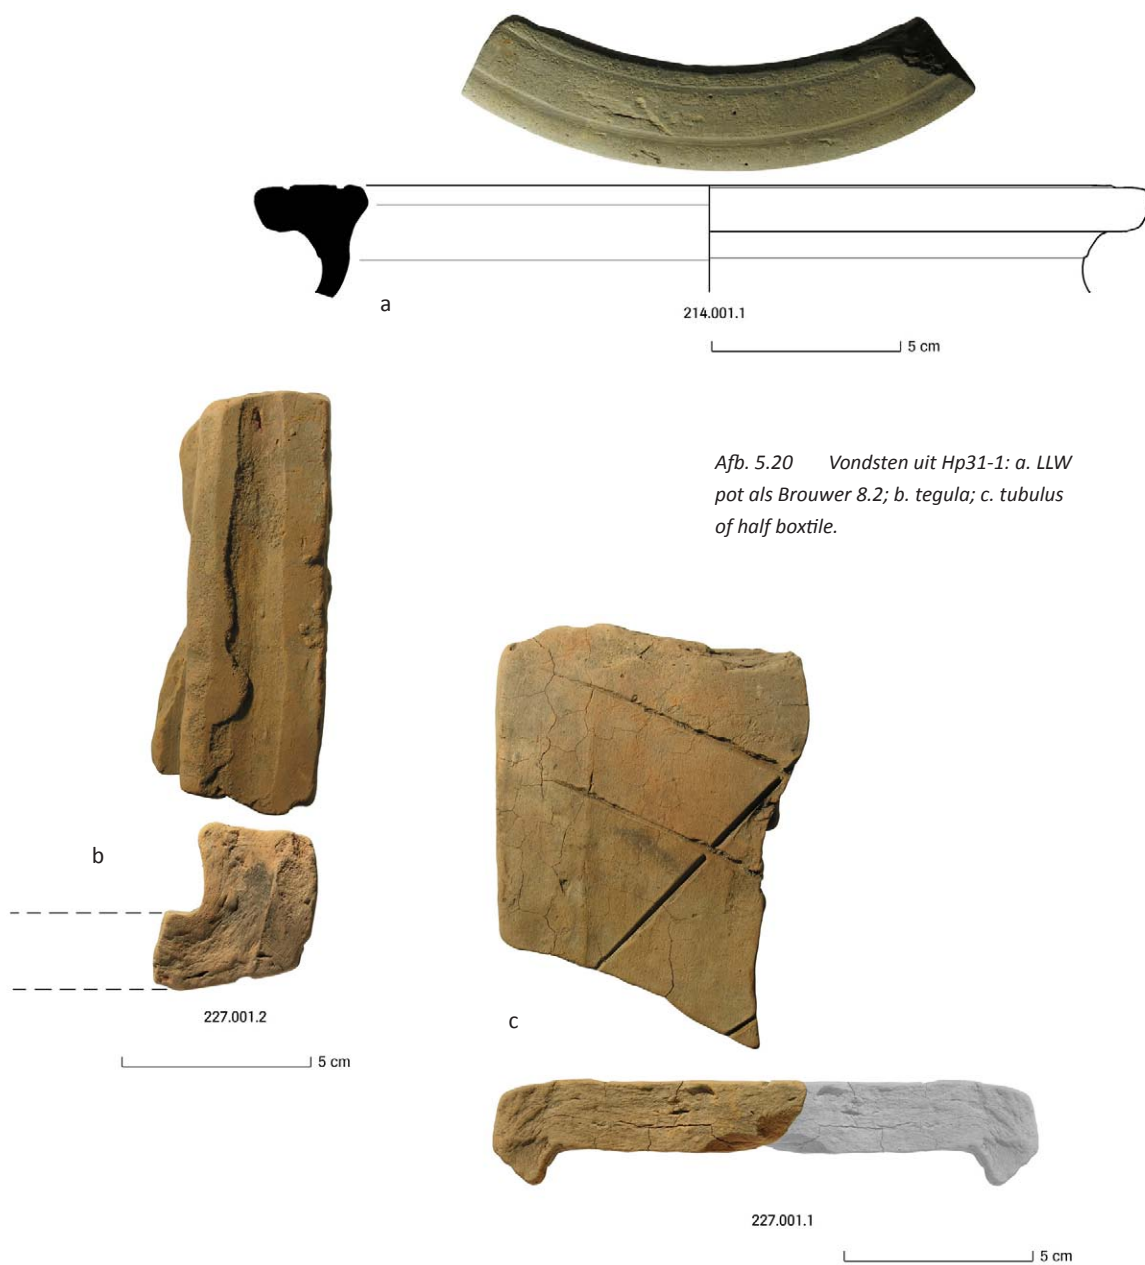 a
214.001.1
5 cm
Afb. 5.20 Vondsten uit Hp31-1: a. LLW
pot als Brouwer 8.2; b. tegula; c. tubulus
of half boxtile.
b
227.001.2
5 cm
c
227.001.1
5 cm